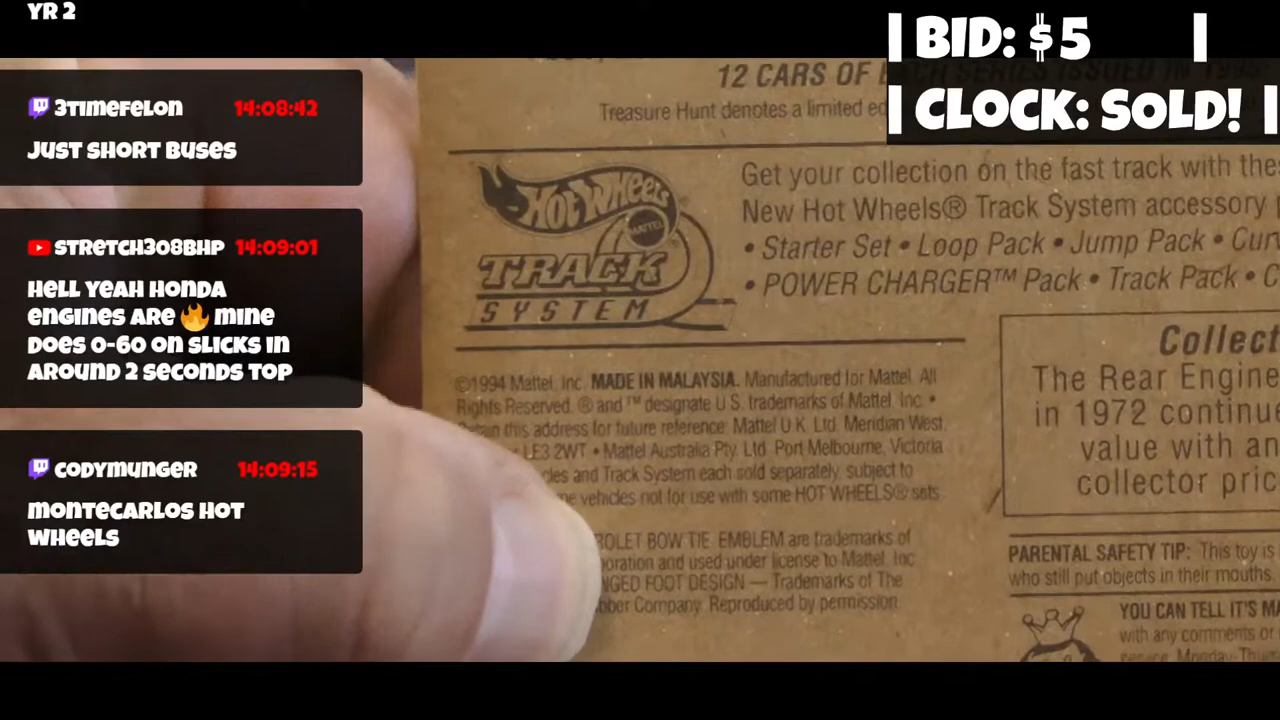 YR 2
| BID: $5 |
| CLOCK: SOLD! |
3TIMEFELON 14:08:42
JUST SHORT BUSES
STRETCH308BHP 14:09:01
HELL YEAH HONDA
ENGINES ARE 🔥 MINE
DOES 0-60 ON SLICKS IN
AROUND 2 SECONDS TOP
CODYMUNGER 14:09:15
MONTECARLOS HOT
WHEELS
12 CARS OF
Treasure Hunt denotes a limited ed
Hot Wheels®
MATTEL
TRACK
SYSTEM
Get your collection on the fast track with these
New Hot Wheels® Track System accessory p
• Starter Set • Loop Pack • Jump Pack • Cur
• POWER CHARGER™ Pack • Track Pack • C
©1994 Mattel, Inc. MADE IN MALAYSIA. Manufactured for Mattel. All
Rights Reserved. ® and ™ designate U.S. trademarks of Mattel, Inc. •
this address for future reference: Mattel U.K. Ltd. Meridian West,
LE3 2WT • Mattel Australia Pty. Ltd. Port Melbourne, Victoria
cles and Track System each sold separately, subject to
vehicles not for use with some HOT WHEELS® sets.
ROLET BOW TIE EMBLEM are trademarks of
poration and used under license to Mattel, Inc.
NGED FOOT DESIGN — Trademarks of The
bber Company. Reproduced by permission.
Collect
The Rear Engine
in 1972 continu
value with an
collector pric
PARENTAL SAFETY TIP: This toy is
who still put objects in their mouths.
YOU CAN TELL IT'S MA
with any comments or
service, Monday-Thurs